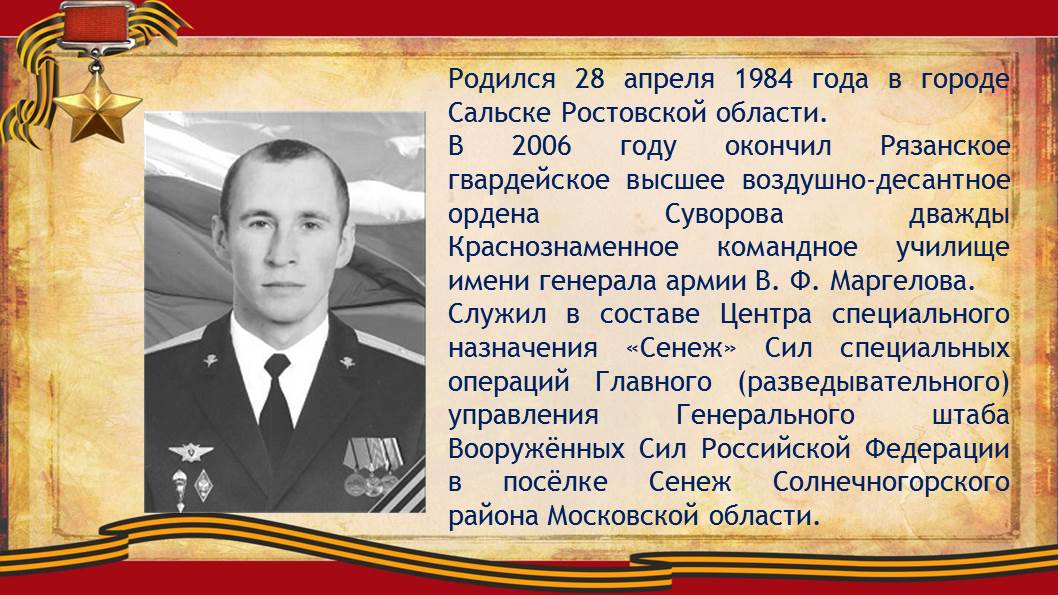 Родился 28 апреля 1984 года в городе
Сальске Ростовской области.
В 2006 году окончил Рязанское
гвардейское высшее воздушно-десантное
ордена Суворова дважды
Краснознаменное командное училище
имени генерала армии В. Ф. Маргелова.
Служил в составе Центра специального
назначения «Сенеж» Сил специальных
операций Главного (разведывательного)
управления Генерального штаба
Вооружённых Сил Российской Федерации
в посёлке Сенеж Солнечногорского
района Московской области.